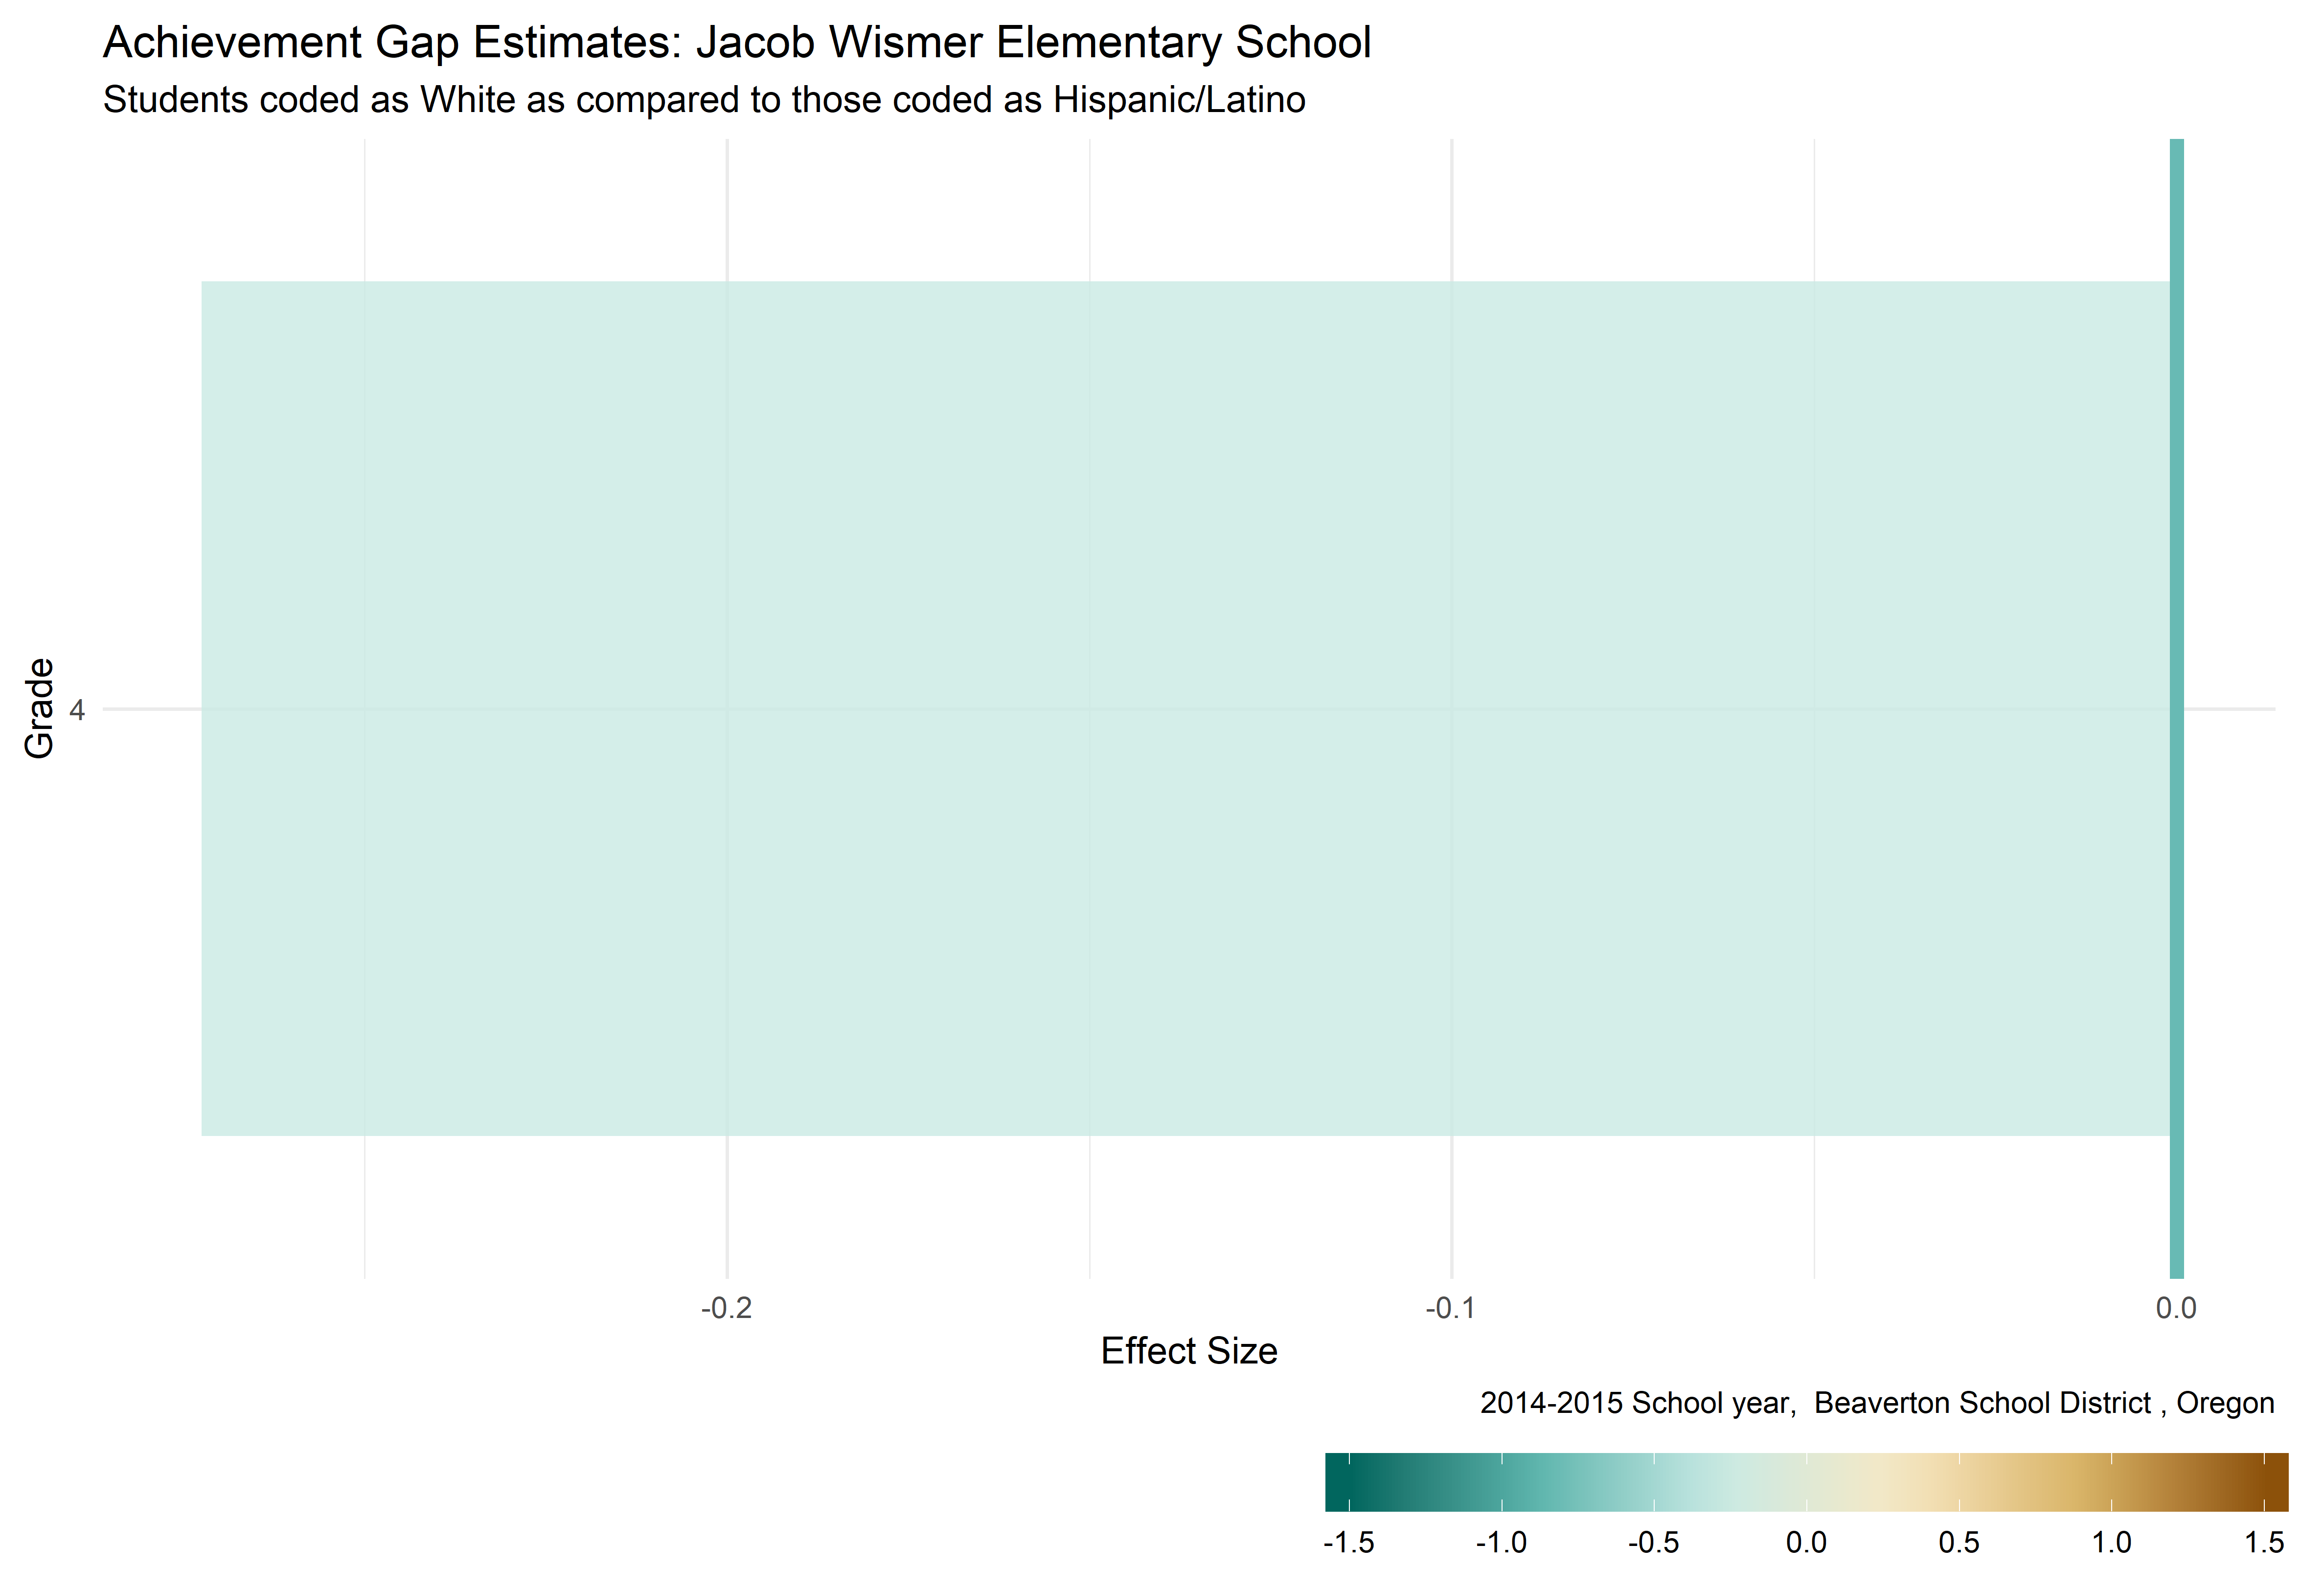 Achievement Gap Estimates: Jacob Wismer Elementary School
Students coded as White as compared to those coded as Hispanic/Latino
Grade
4
-0.2 -0.1 0.0
Effect Size
2014-2015 School year,  Beaverton School District , Oregon
-1.5 -1.0 -0.5 0.0 0.5 1.0 1.5